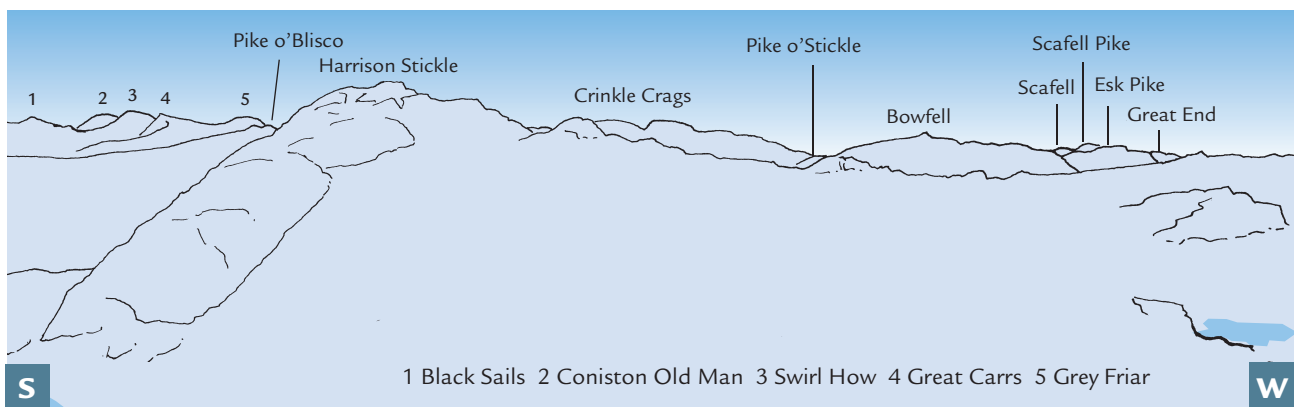 Pike o’Blisco
Pike o’Stickle
Scafell Pike
Harrison Stickle
Scafell
Esk Pike
1
2
3
4
5
Crinkle Crags
Bowfell
Great End
1 Black Sails 2 Coniston Old Man 3 Swirl How 4 Great Carrs 5 Grey Friar
S
W